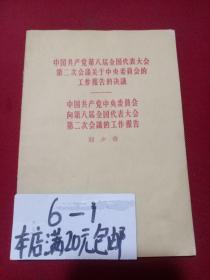 中国共产党第八届全国代表大会
第二次会议关于中央委员会的
工作报告的决议
中国共产党中央委员会
向第八届全国代表大会
第二次会议的工作报告
刘少奇
6-1
本店满20元包邮